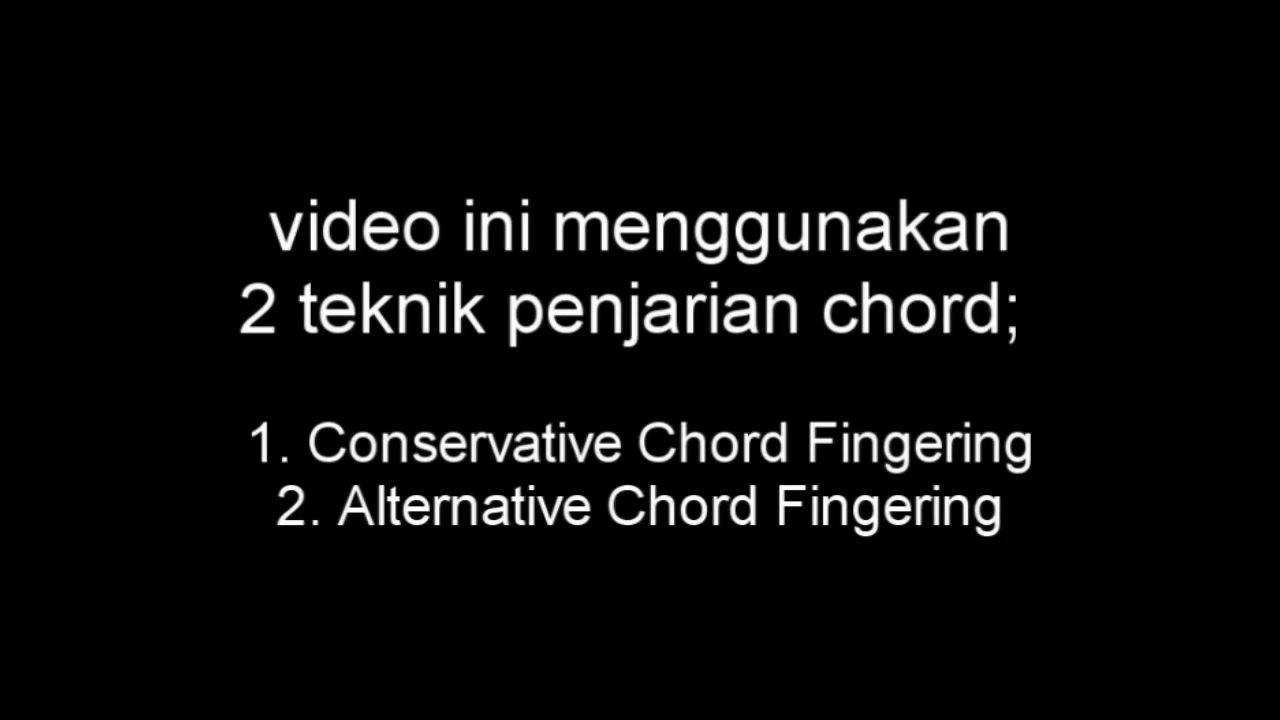 video ini menggunakan
2 teknik penjarian chord;
1. Conservative Chord Fingering
2. Alternative Chord Fingering